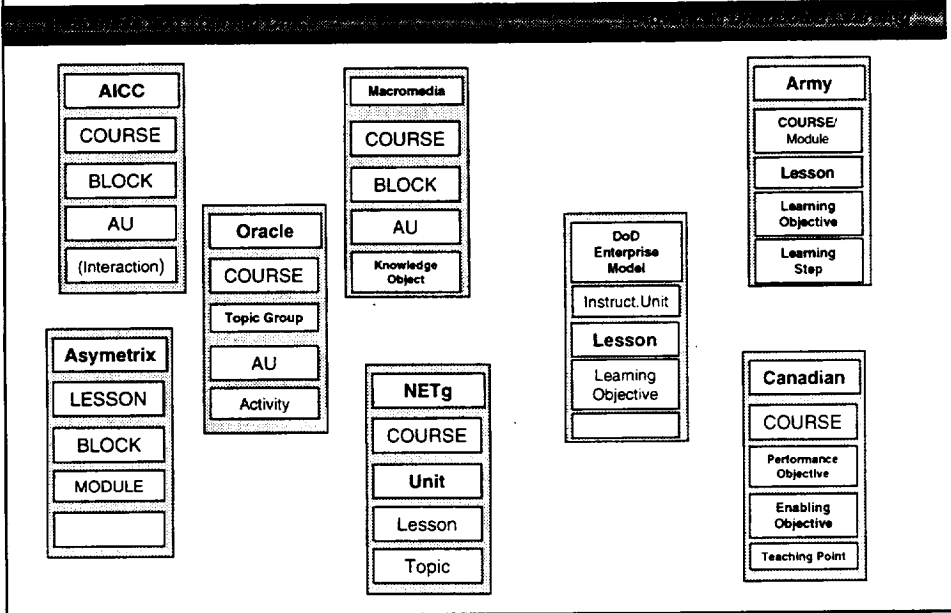 AICC
COURSE
BLOCK
AU
(Interaction)
Asymetrix
LESSON
BLOCK
MODULE
Oracle
COURSE
Topic Group
AU
Activity
Macromedia
COURSE
BLOCK
AU
Knowledge
Object
NETg
COURSE
Unit
Lesson
Topic
DoD
Enterprise
Model
Instruct.Unit
Lesson
Learning
Objective
Army
COURSE/
Module
Lesson
Learning
Objective
Learning
Step
Canadian
COURSE
Performance
Objective
Enabling
Objective
Teaching Point